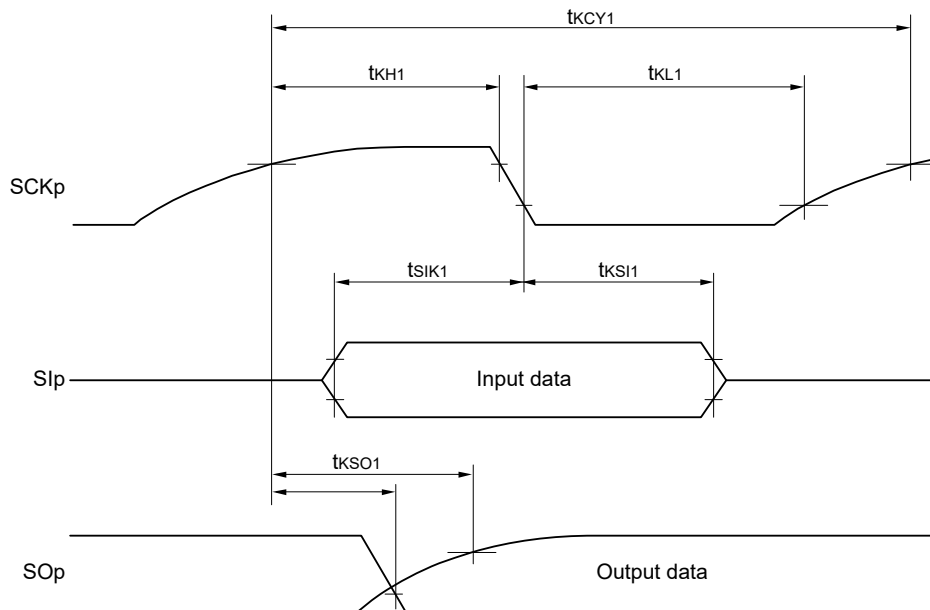 tKCY1
tKH1
tKL1
SCKp
tSIK1
tKSI1
SIp
Input data
tKSO1
SOp
Output data